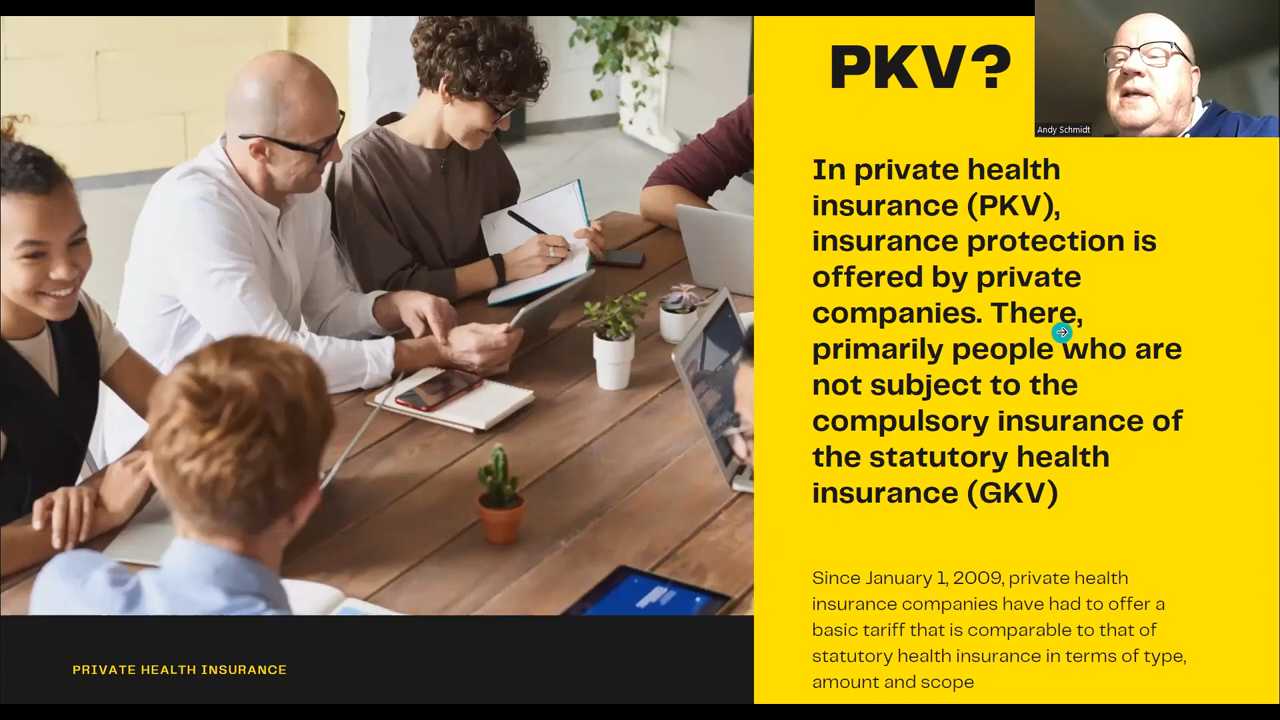 PKV?
Andy Schmidt
In private health
insurance (PKV),
insurance protection is
offered by private
companies. There,
primarily people who are
not subject to the
compulsory insurance of
the statutory health
insurance (GKV)
Since January 1, 2009, private health
insurance companies have had to offer a
basic tariff that is comparable to that of
statutory health insurance in terms of type,
amount and scope
PRIVATE HEALTH INSURANCE